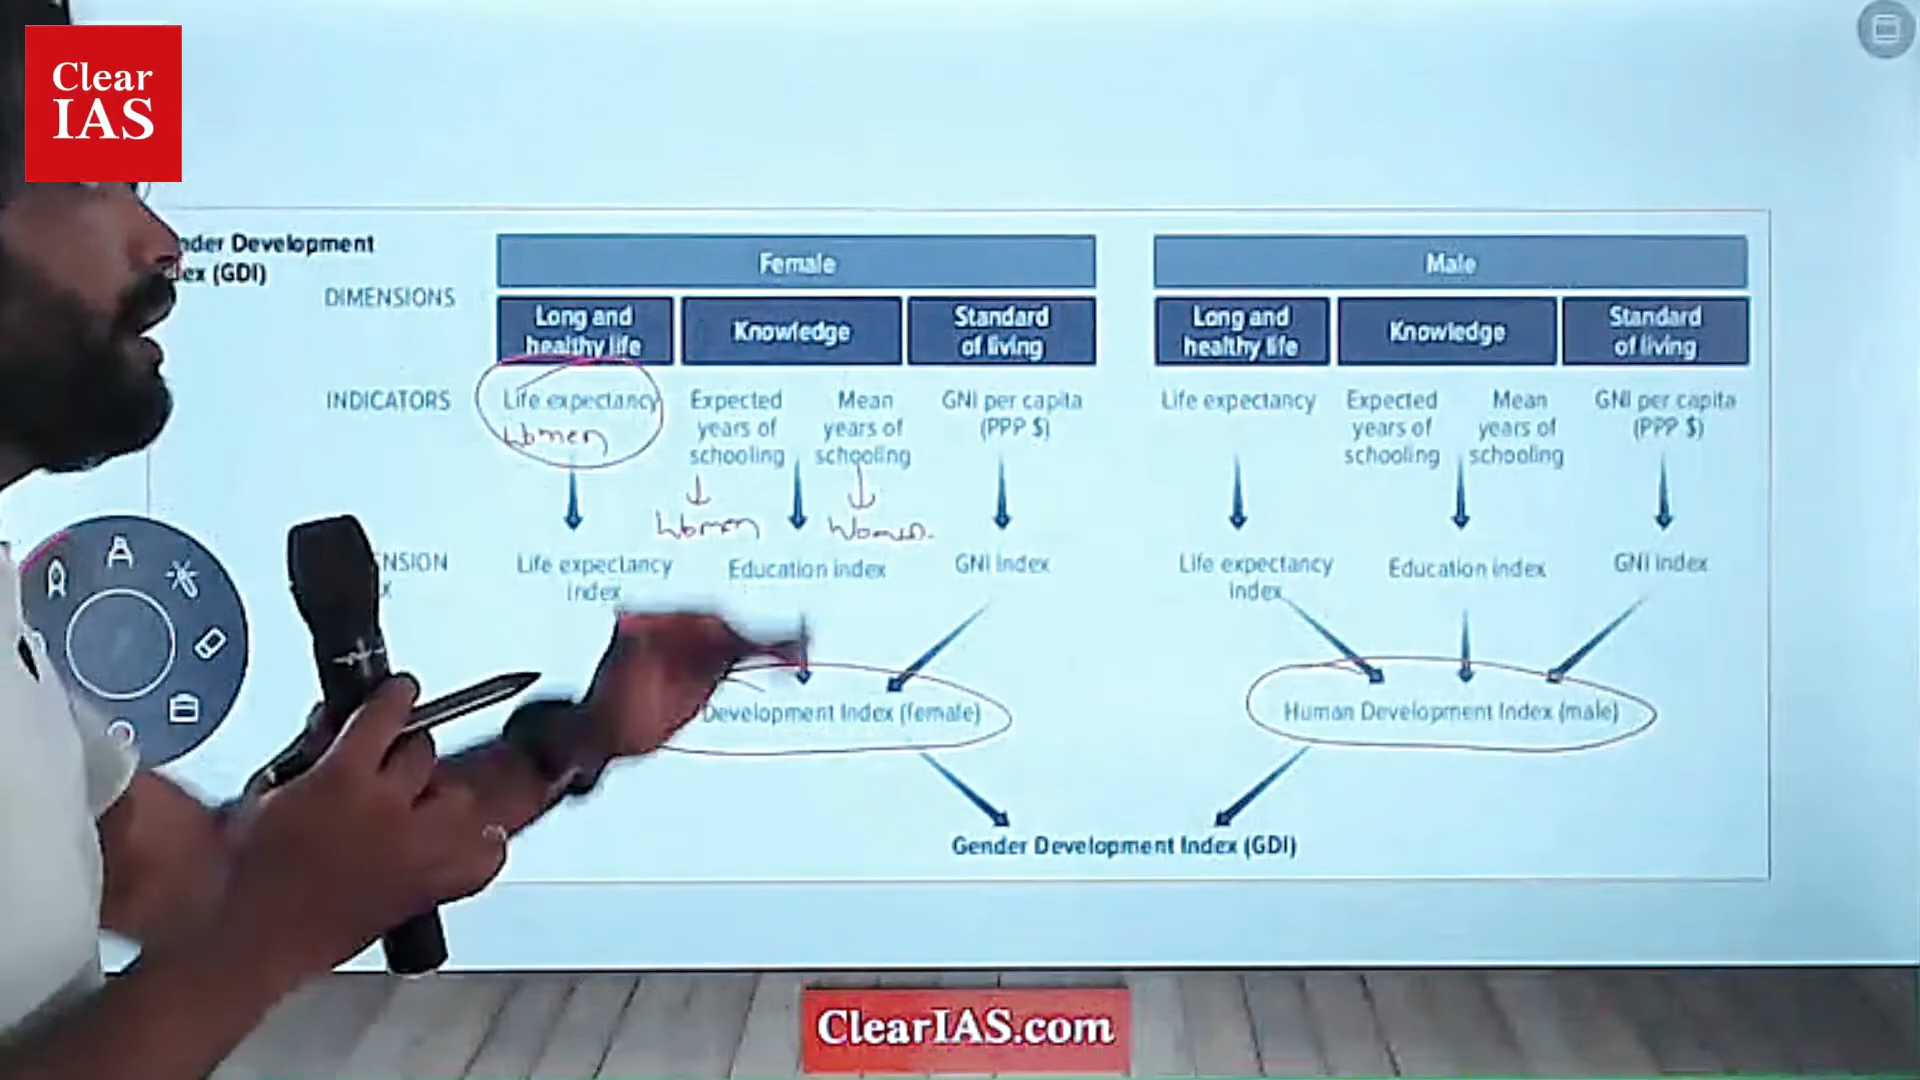 Clear
IAS
nder Development
ex (GDI)
DIMENSIONS
Female
Male
Long and
healthy life
Knowledge
Standard
of living
Long and
healthy life
Knowledge
Standard
of living
INDICATORS
Life expectancy
Women
Expected
years of
schooling
Mean
years of
schooling
GNI per capita
(PPP $)
Life expectancy
Expected
years of
schooling
Mean
years of
schooling
GNI per capita
(PPP $)
Women
Women.
NSION
X
Life expectancy
index
Education index
GNI index
Life expectancy
index
Education index
GNI index
Development Index (female)
Human Development Index (male)
Gender Development Index (GDI)
ClearIAS.com